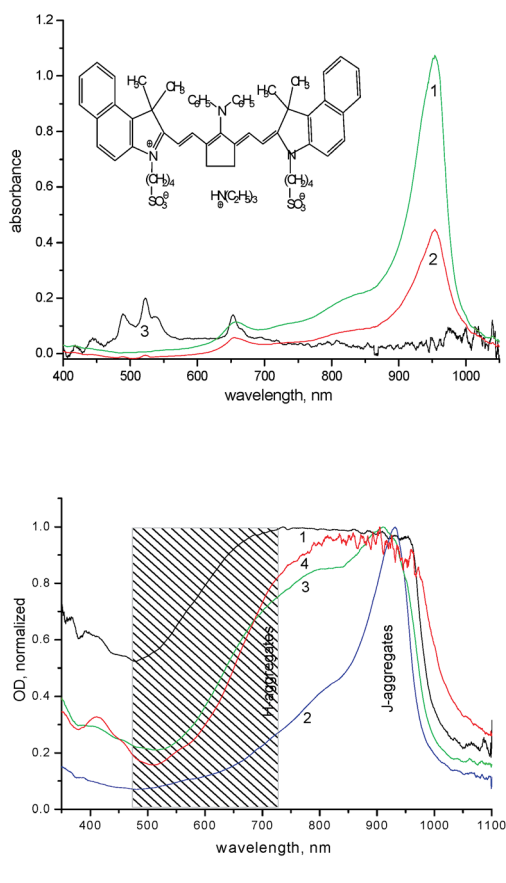 1.2
1.0
0.8
0.6
0.4
0.2
0.0
absorbance
CH3
CH3
C6H5
C6H5
N
H3C
CH3
N
⊕
N
(CH2)4
SO3
⊖
HN(C2H5)3
⊕
(CH2)4
SO3
⊖
1
2
3
400 500 600 700 800 900 1000
wavelength, nm
1.0
0.8
0.6
0.4
0.2
0.0
OD, normalized
1
4
3
2
H-aggregates
J-aggregates
400 500 600 700 800 900 1000 1100
wavelength, nm